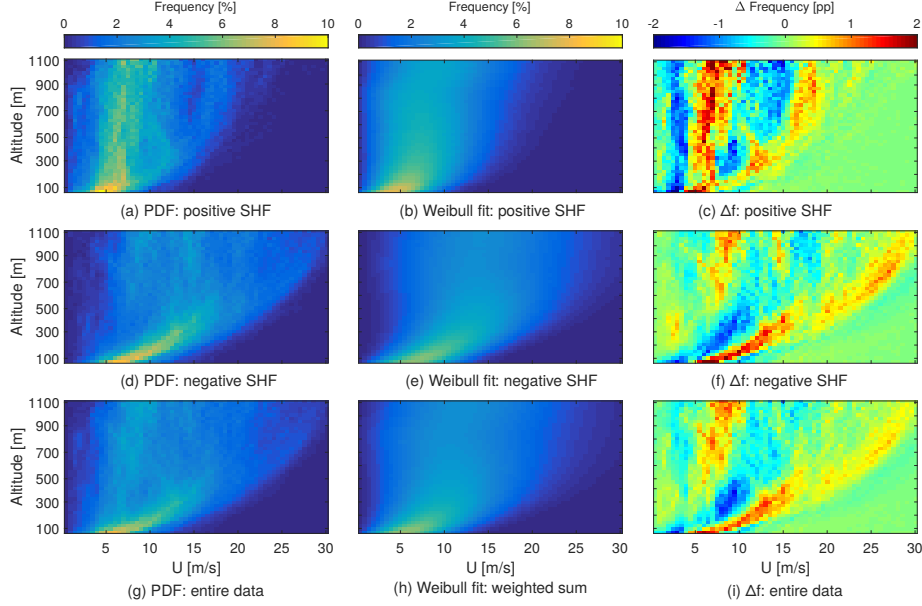 Frequency [%]
Frequency [%]
Δ Frequency [pp]
0 2 4 6 8 10
0 2 4 6 8 10
-2 -1 0 1 2
Altitude [m]
1100
900
700
500
300
100
(a) PDF: positive SHF
(b) Weibull fit: positive SHF
(c) Δf: positive SHF
Altitude [m]
1100
900
700
500
300
100
(d) PDF: negative SHF
(e) Weibull fit: negative SHF
(f) Δf: negative SHF
Altitude [m]
1100
900
700
500
300
100
5 10 15 20 25 30
5 10 15 20 25 30
5 10 15 20 25 30
U [m/s]
U [m/s]
U [m/s]
(g) PDF: entire data
(h) Weibull fit: weighted sum
(i) Δf: entire data